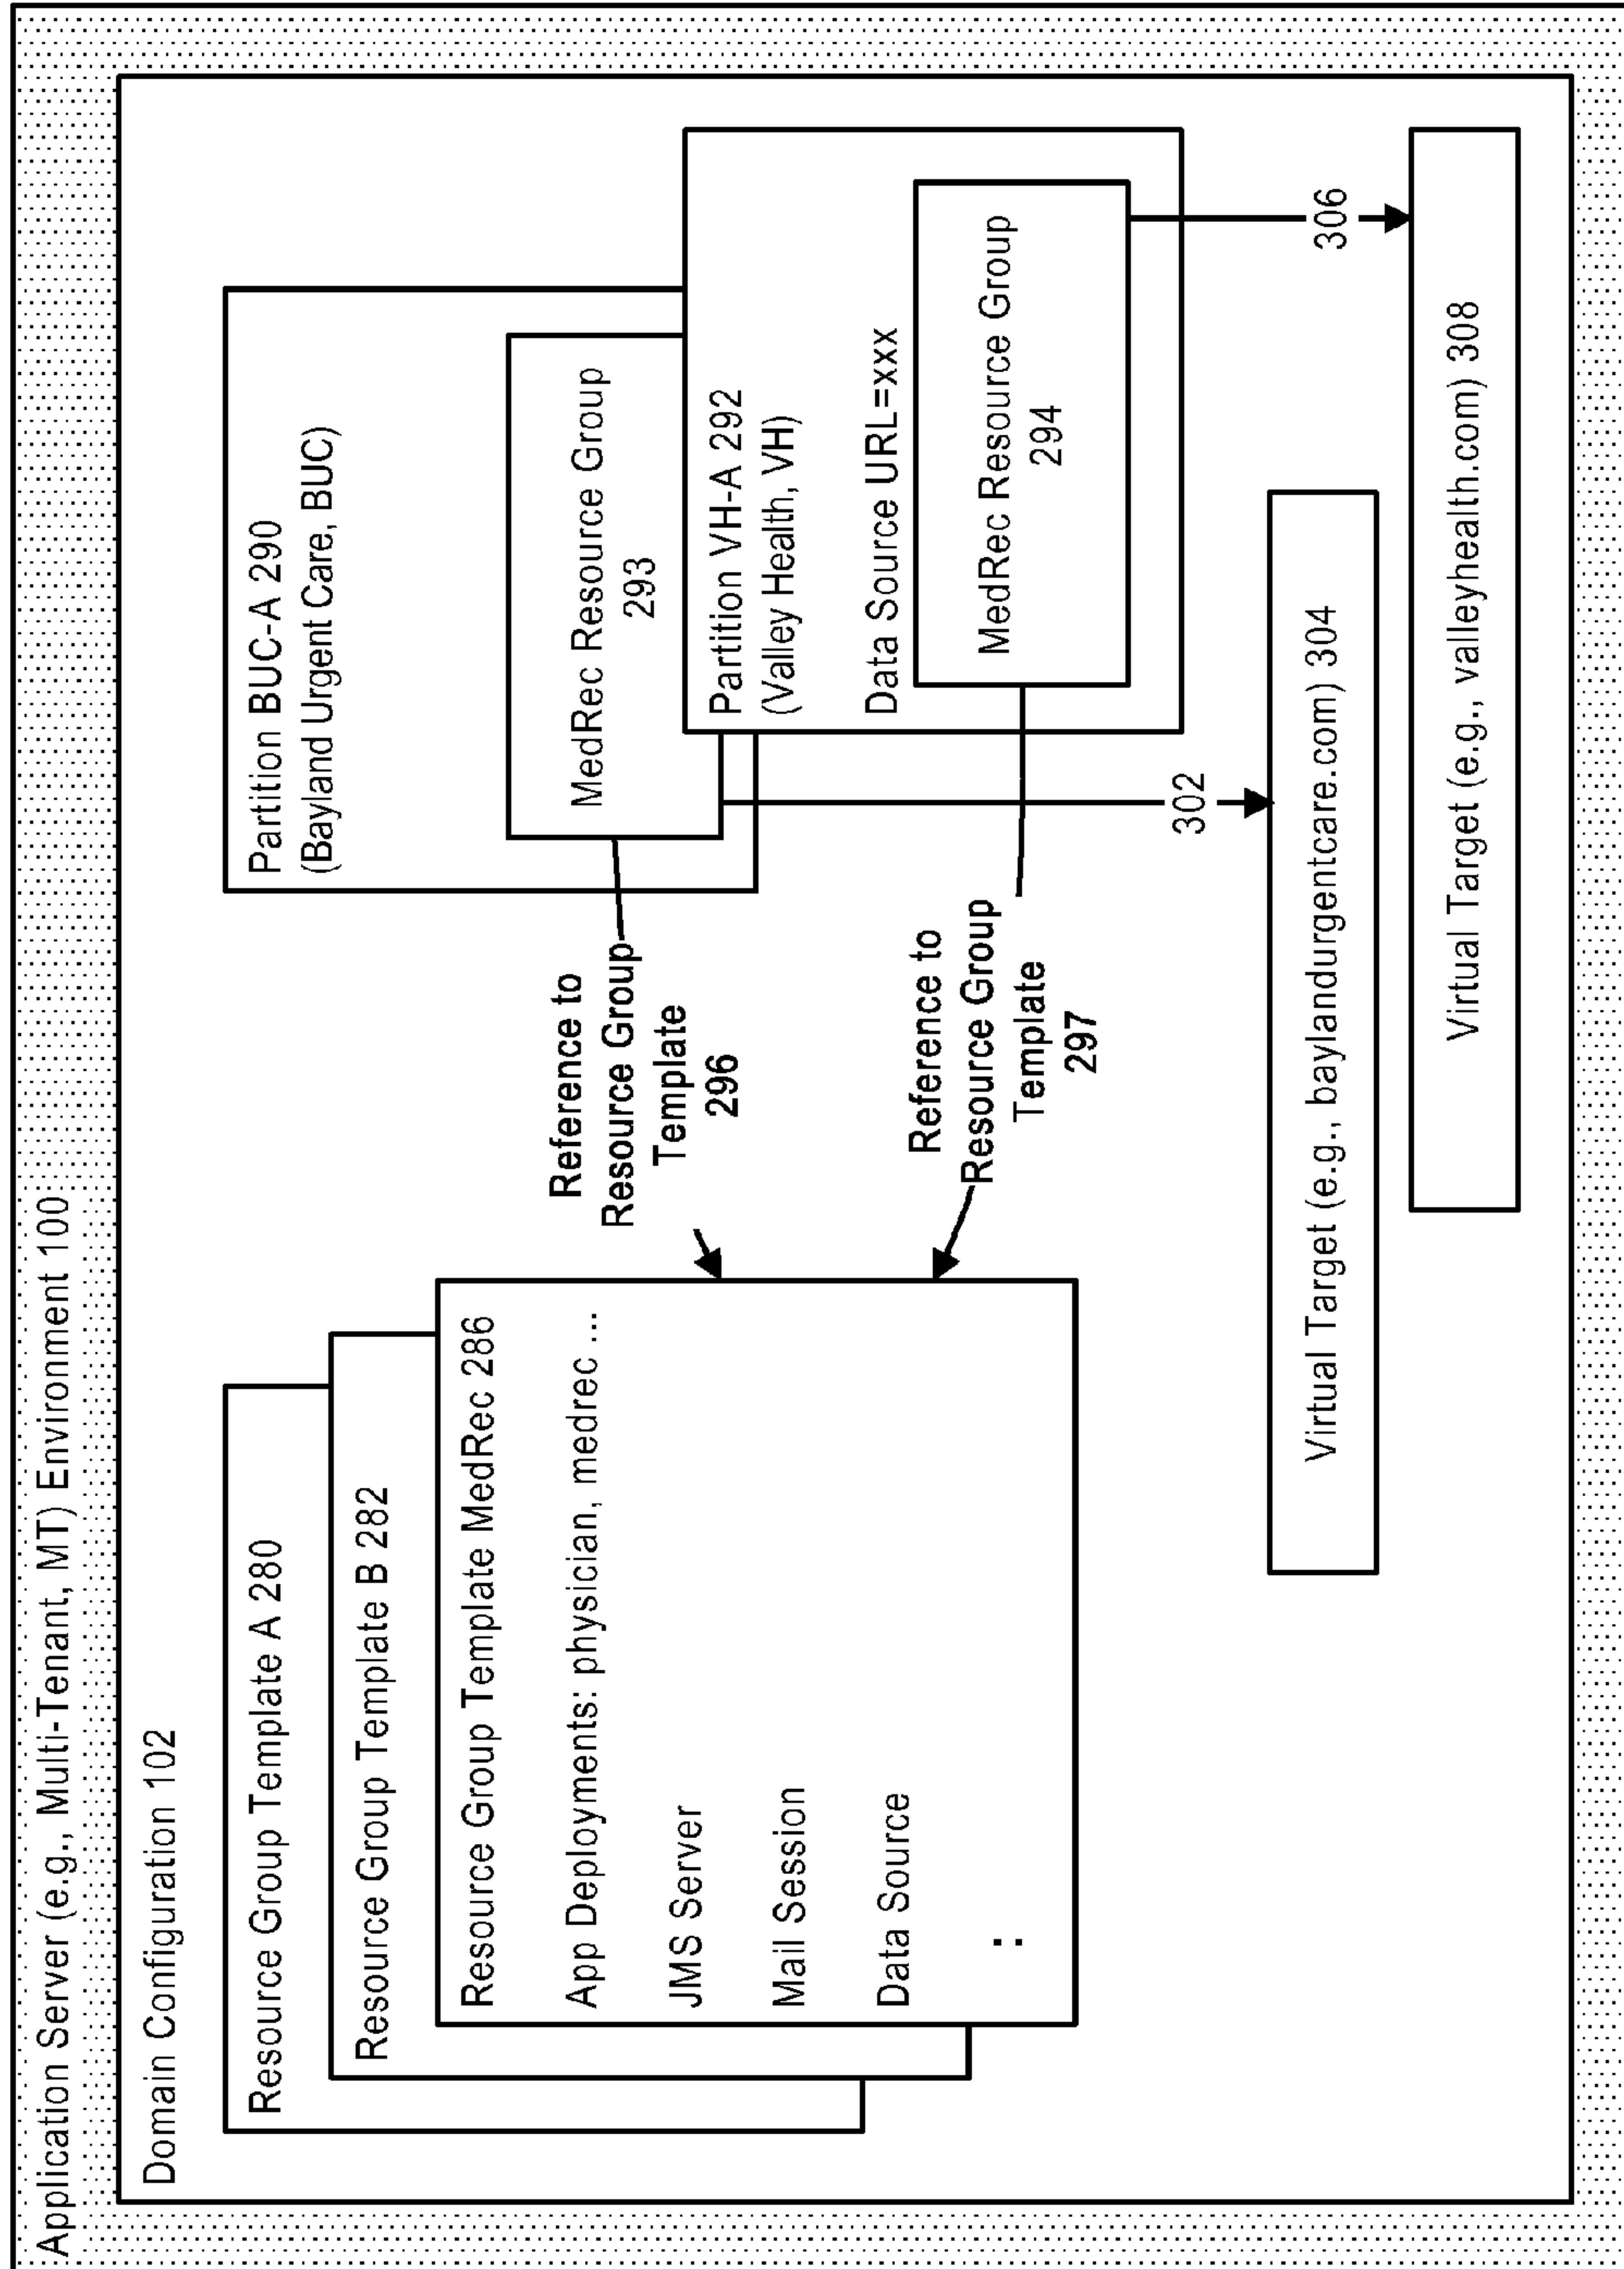 Application Server (e.g., Multi-Tenant, MT) Environment 100
Domain Configuration 102
Resource Group Template A 280
Resource Group Template B 282
Resource Group Template MedRec 286
App Deployments: physician, medrec ...
JMS Server
Mail Session
Data Source
:
Reference to
Resource Group
Template
296
Reference to
Resource Group
Template
297
Partition BUC-A 290
(Bayland Urgent Care, BUC)
MedRec Resource Group
293
Partition VH-A 292
(Valley Health, VH)
Data Source URL=xxx
MedRec Resource Group
294
302
306
Virtual Target (e.g., baylandurgentcare.com) 304
Virtual Target (e.g., valleyhealth.com) 308